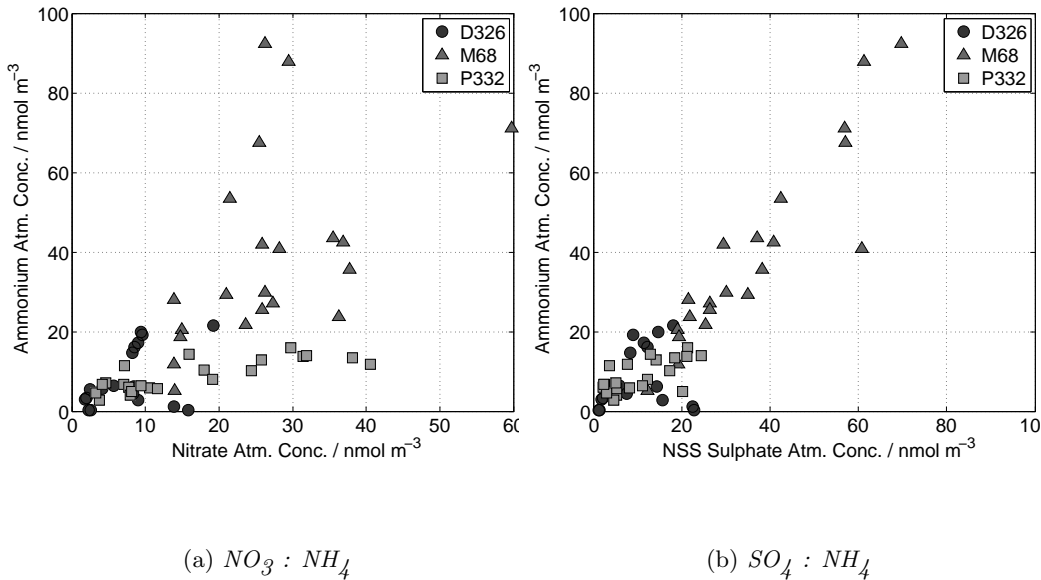 100
80
60
40
20
0
0 10 20 30 40 50 60
Ammonium Atm. Conc. / nmol m⁻³
Nitrate Atm. Conc. / nmol m⁻³
D326
M68
P332
100
80
60
40
20
0
0 20 40 60 80 100
Ammonium Atm. Conc. / nmol m⁻³
NSS Sulphate Atm. Conc. / nmol m⁻³
D326
M68
P332
(a) NO₃ : NH₄
(b) SO₄ : NH₄